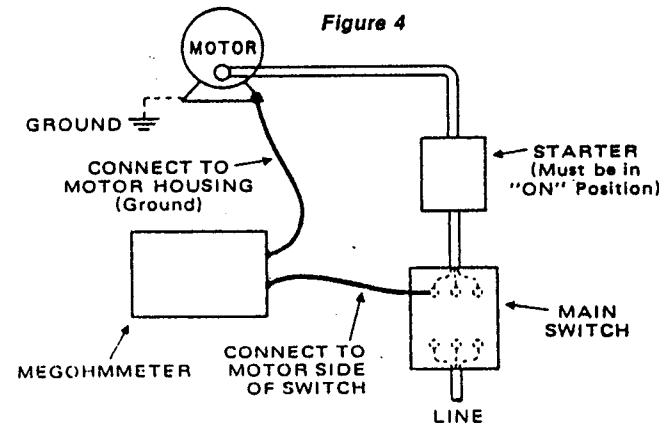 Figure 4
MOTOR
GROUND
CONNECT TO
MOTOR HOUSING
(Ground)
STARTER
(Must be in
"ON" Position)
MAIN
SWITCH
MEGOHMMETER
CONNECT TO
MOTOR SIDE
OF SWITCH
LINE